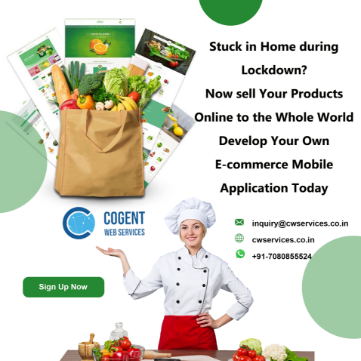 Stuck in Home during
Lockdown?
Now sell Your Products
Online to the Whole World
Develop Your Own
E-commerce Mobile
Application Today
COGENT
WEB SERVICES
inquiry@cwservices.co.in
cwservices.co.in
+91-7080855524
Sign Up Now